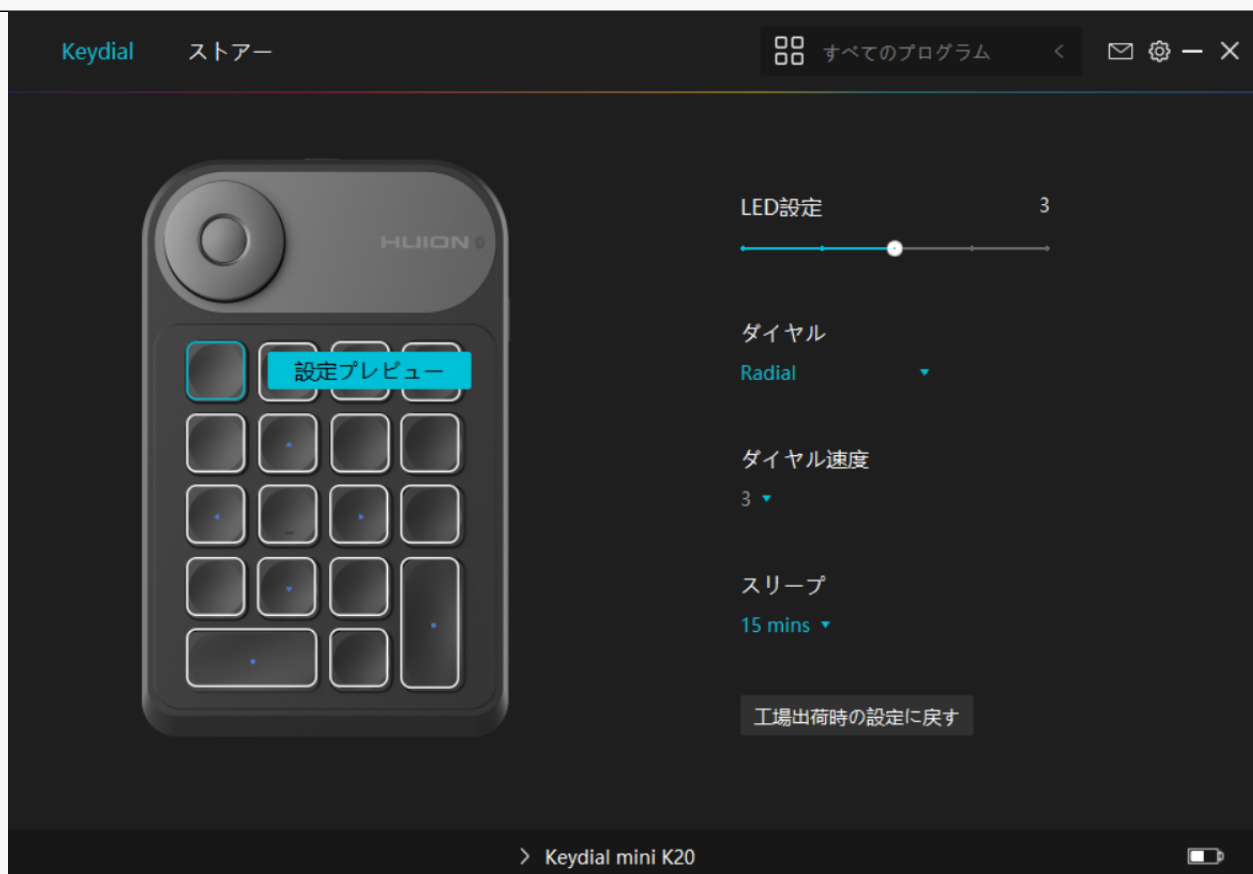 Keydial
ストアー
すべてのプログラム
HUION
設定プレビュー
LED設定
3
ダイヤル
Radial
ダイヤル速度
3
スリープ
15 mins
工場出荷時の設定に戻す
Keydial mini K20